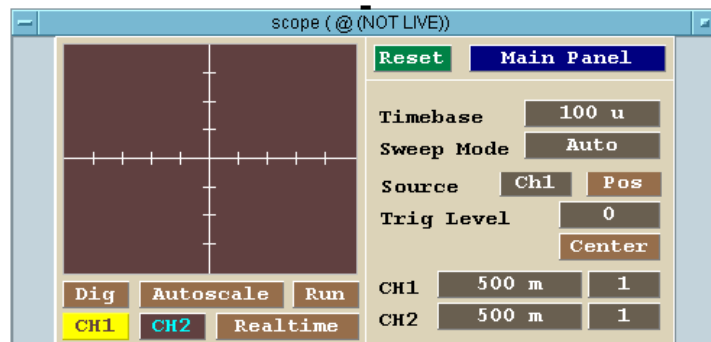 scope ( @ (NOT LIVE))
Reset Main Panel
Timebase 100 u
Sweep Mode Auto
Source Ch1 Pos
Trig Level 0
Center
CH1 500 m 1
CH2 500 m 1
Dig Autoscale Run
CH1 CH2 Realtime